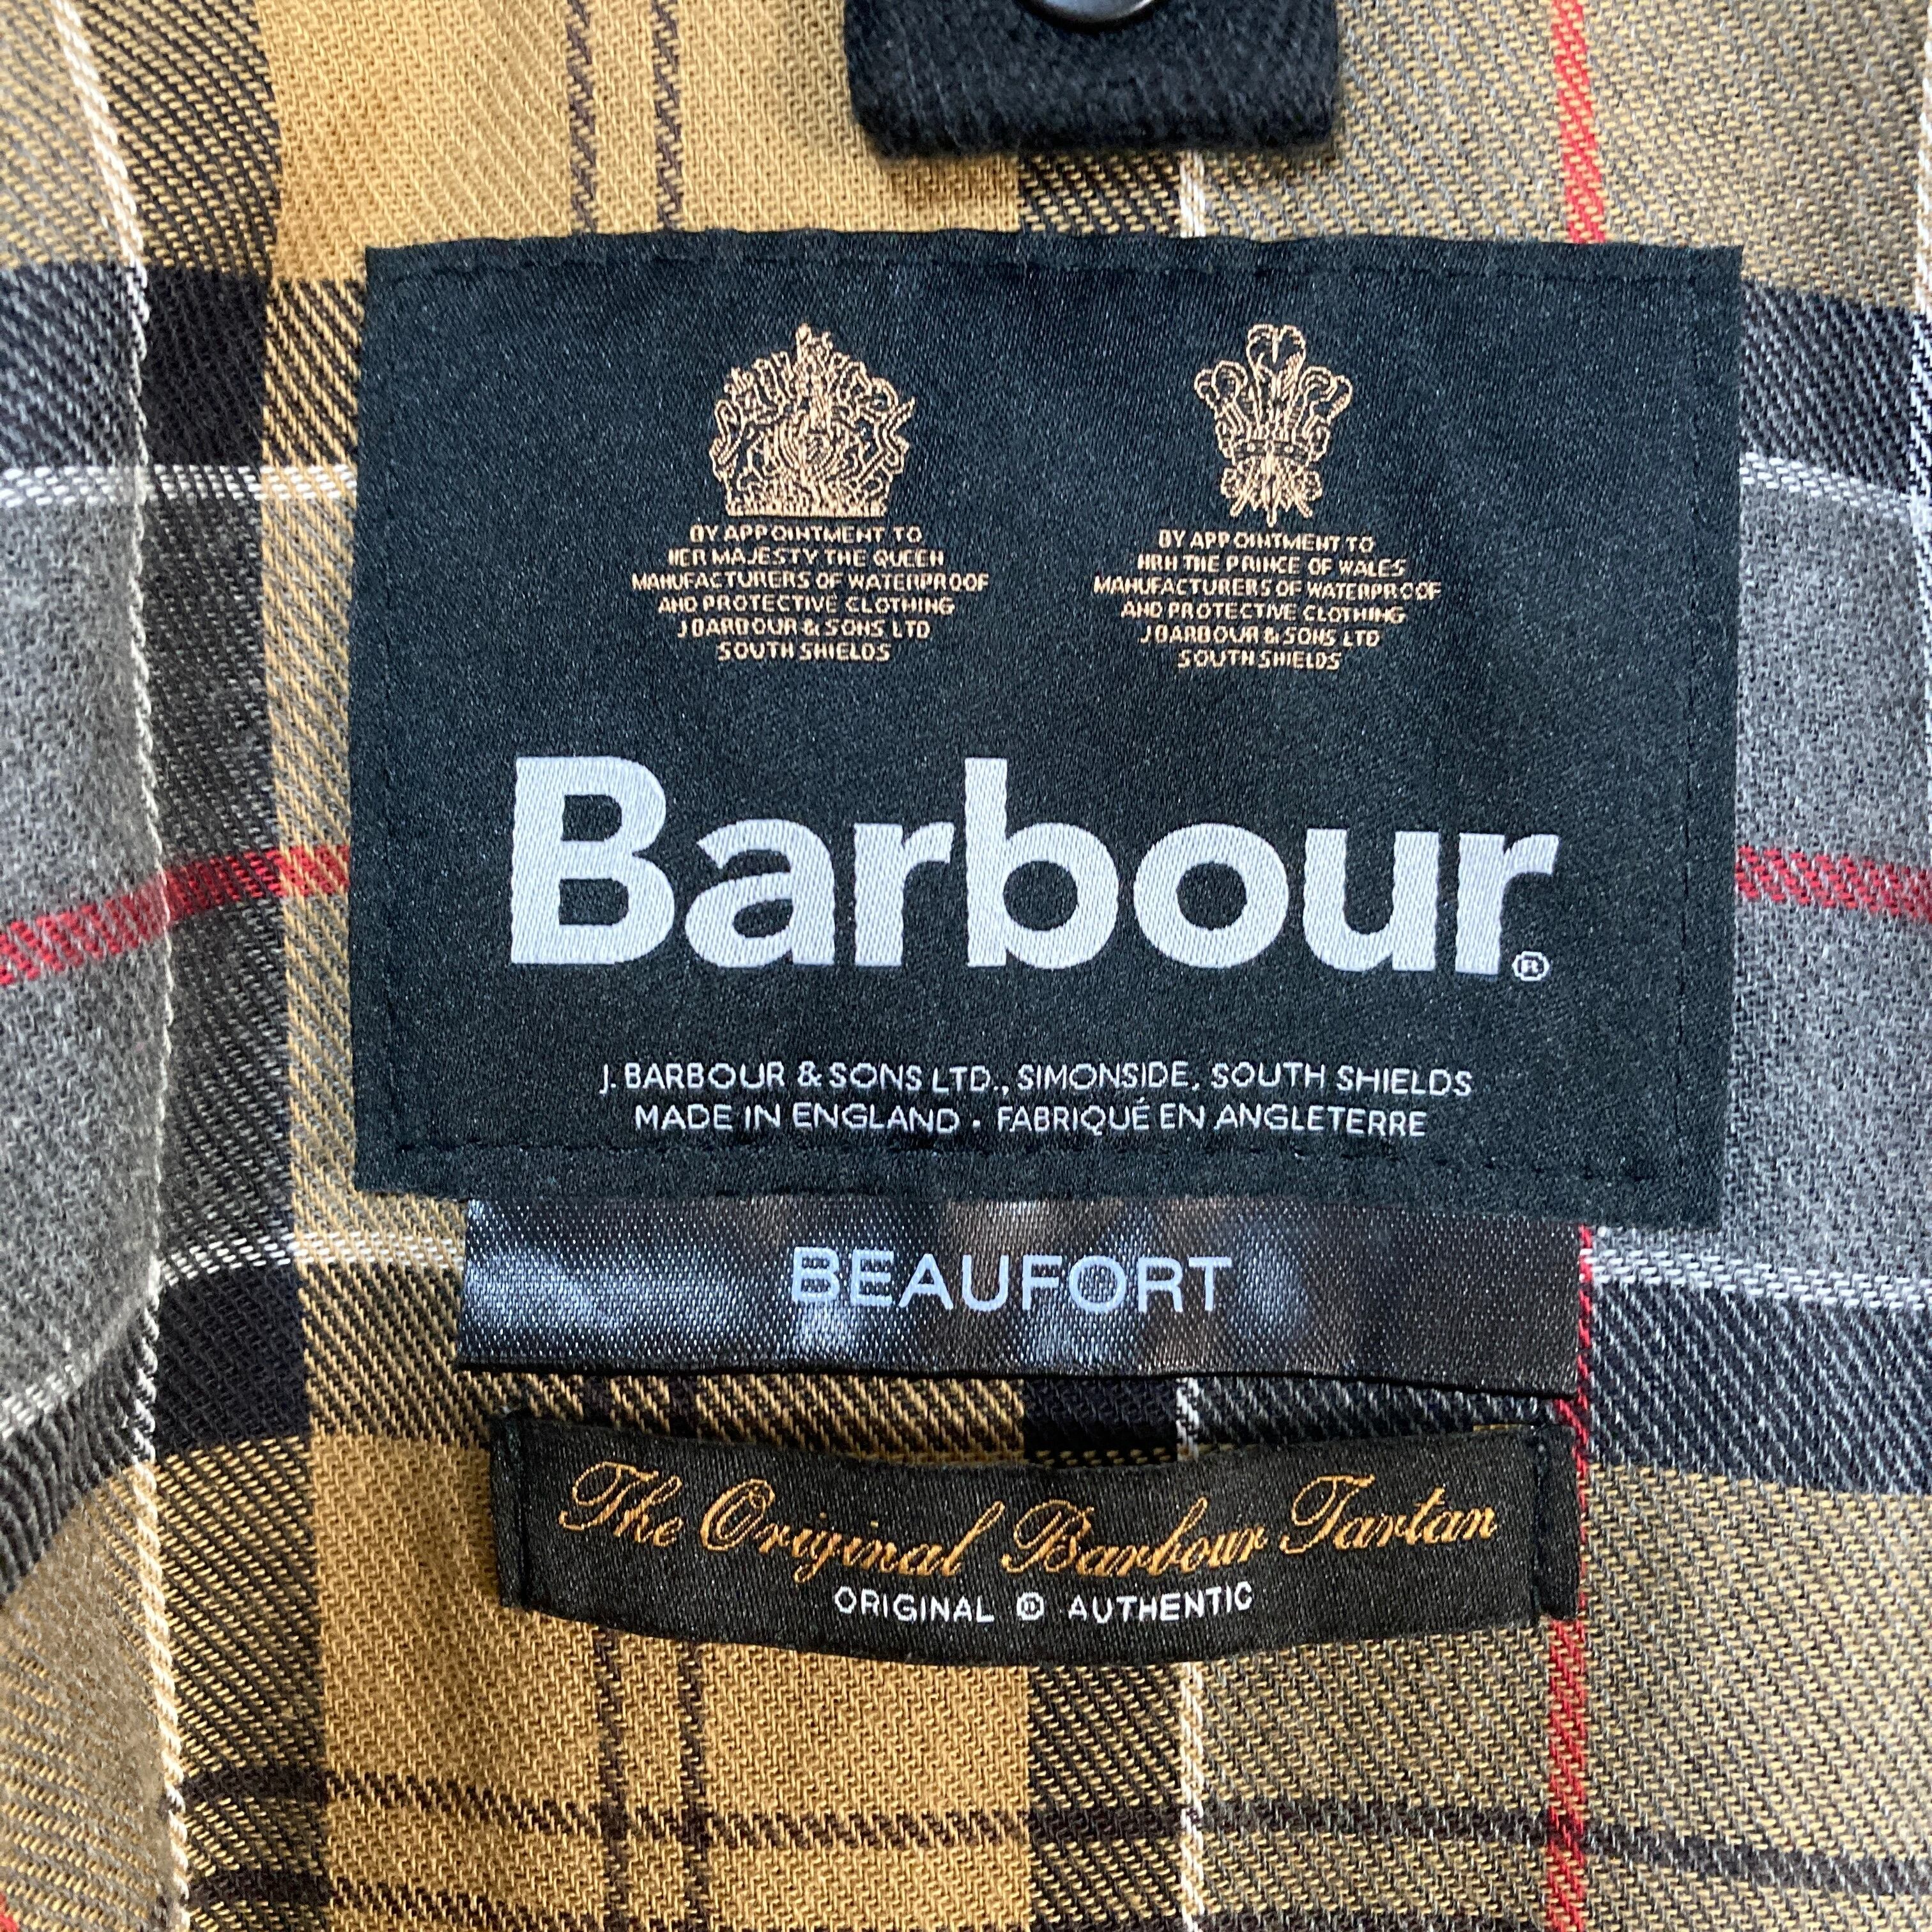 BY APPOINTMENT TO
HER MAJESTY THE QUEEN
MANUFACTURERS OF WATERPROOF
AND PROTECTIVE CLOTHING
J BARBOUR & SONS LTD
SOUTH SHIELDS
BY APPOINTMENT TO
HRH THE PRINCE OF WALES
MANUFACTURERS OF WATERPROOF
AND PROTECTIVE CLOTHING
J BARBOUR & SONS LTD
SOUTH SHIELDS
Barbour®
J. BARBOUR & SONS LTD., SIMONSIDE, SOUTH SHIELDS
MADE IN ENGLAND · FABRIQUÉ EN ANGLETERRE
BEAUFORT
The Original Barbour Tartan
ORIGINAL ® AUTHENTIC